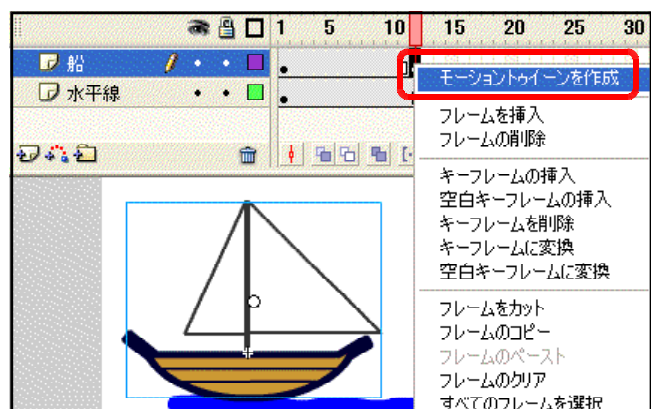 1 5 10 15 20 25 30
船
水平線
モーショントゥイーンを作成
フレームを挿入
フレームの削除
キーフレームの挿入
空白キーフレームの挿入
キーフレームを削除
キーフレームに変換
空白キーフレームに変換
フレームをカット
フレームのコピー
フレームのペースト
フレームのクリア
すべてのフレームを選択